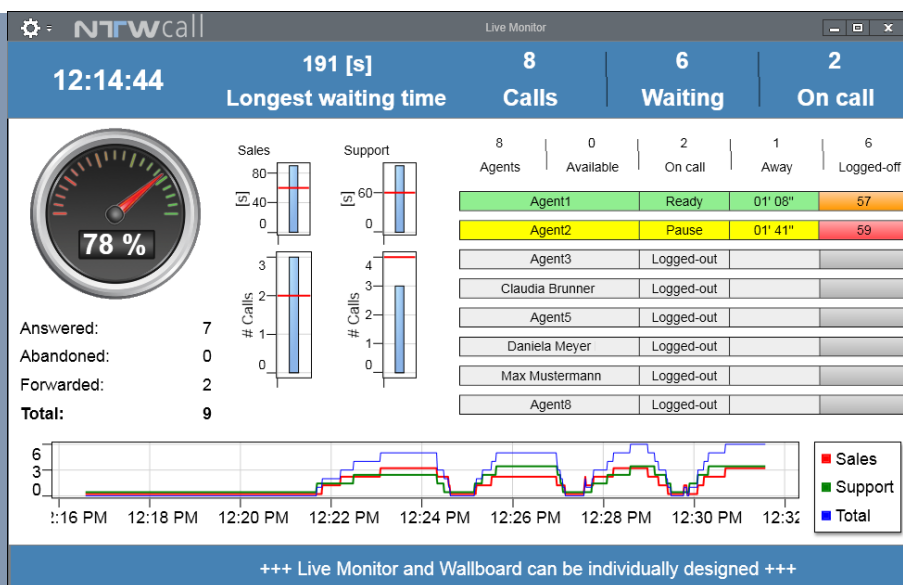 NTWcall
Live Monitor
12:14:44
191 [s]
Longest waiting time
8
Calls
6
Waiting
2
On call
78 %
Answered: 7
Abandoned: 0
Forwarded: 2
Total: 9
Sales
80
40
0
[s]
Support
60
0
[s]
3
2
1
0
# Calls
4
3
2
1
0
# Calls
8 0 2 1 6
Agents Available On call Away Logged-off
Agent1 Ready 01' 08" 57
Agent2 Pause 01' 41" 59
Agent3 Logged-out
Claudia Brunner Logged-out
Agent5 Logged-out
Daniela Meyer Logged-out
Max Mustermann Logged-out
Agent8 Logged-out
6
3
0
:16 PM 12:18 PM 12:20 PM 12:22 PM 12:24 PM 12:26 PM 12:28 PM 12:30 PM 12:32
Sales
Support
Total
+++ Live Monitor and Wallboard can be individually designed +++